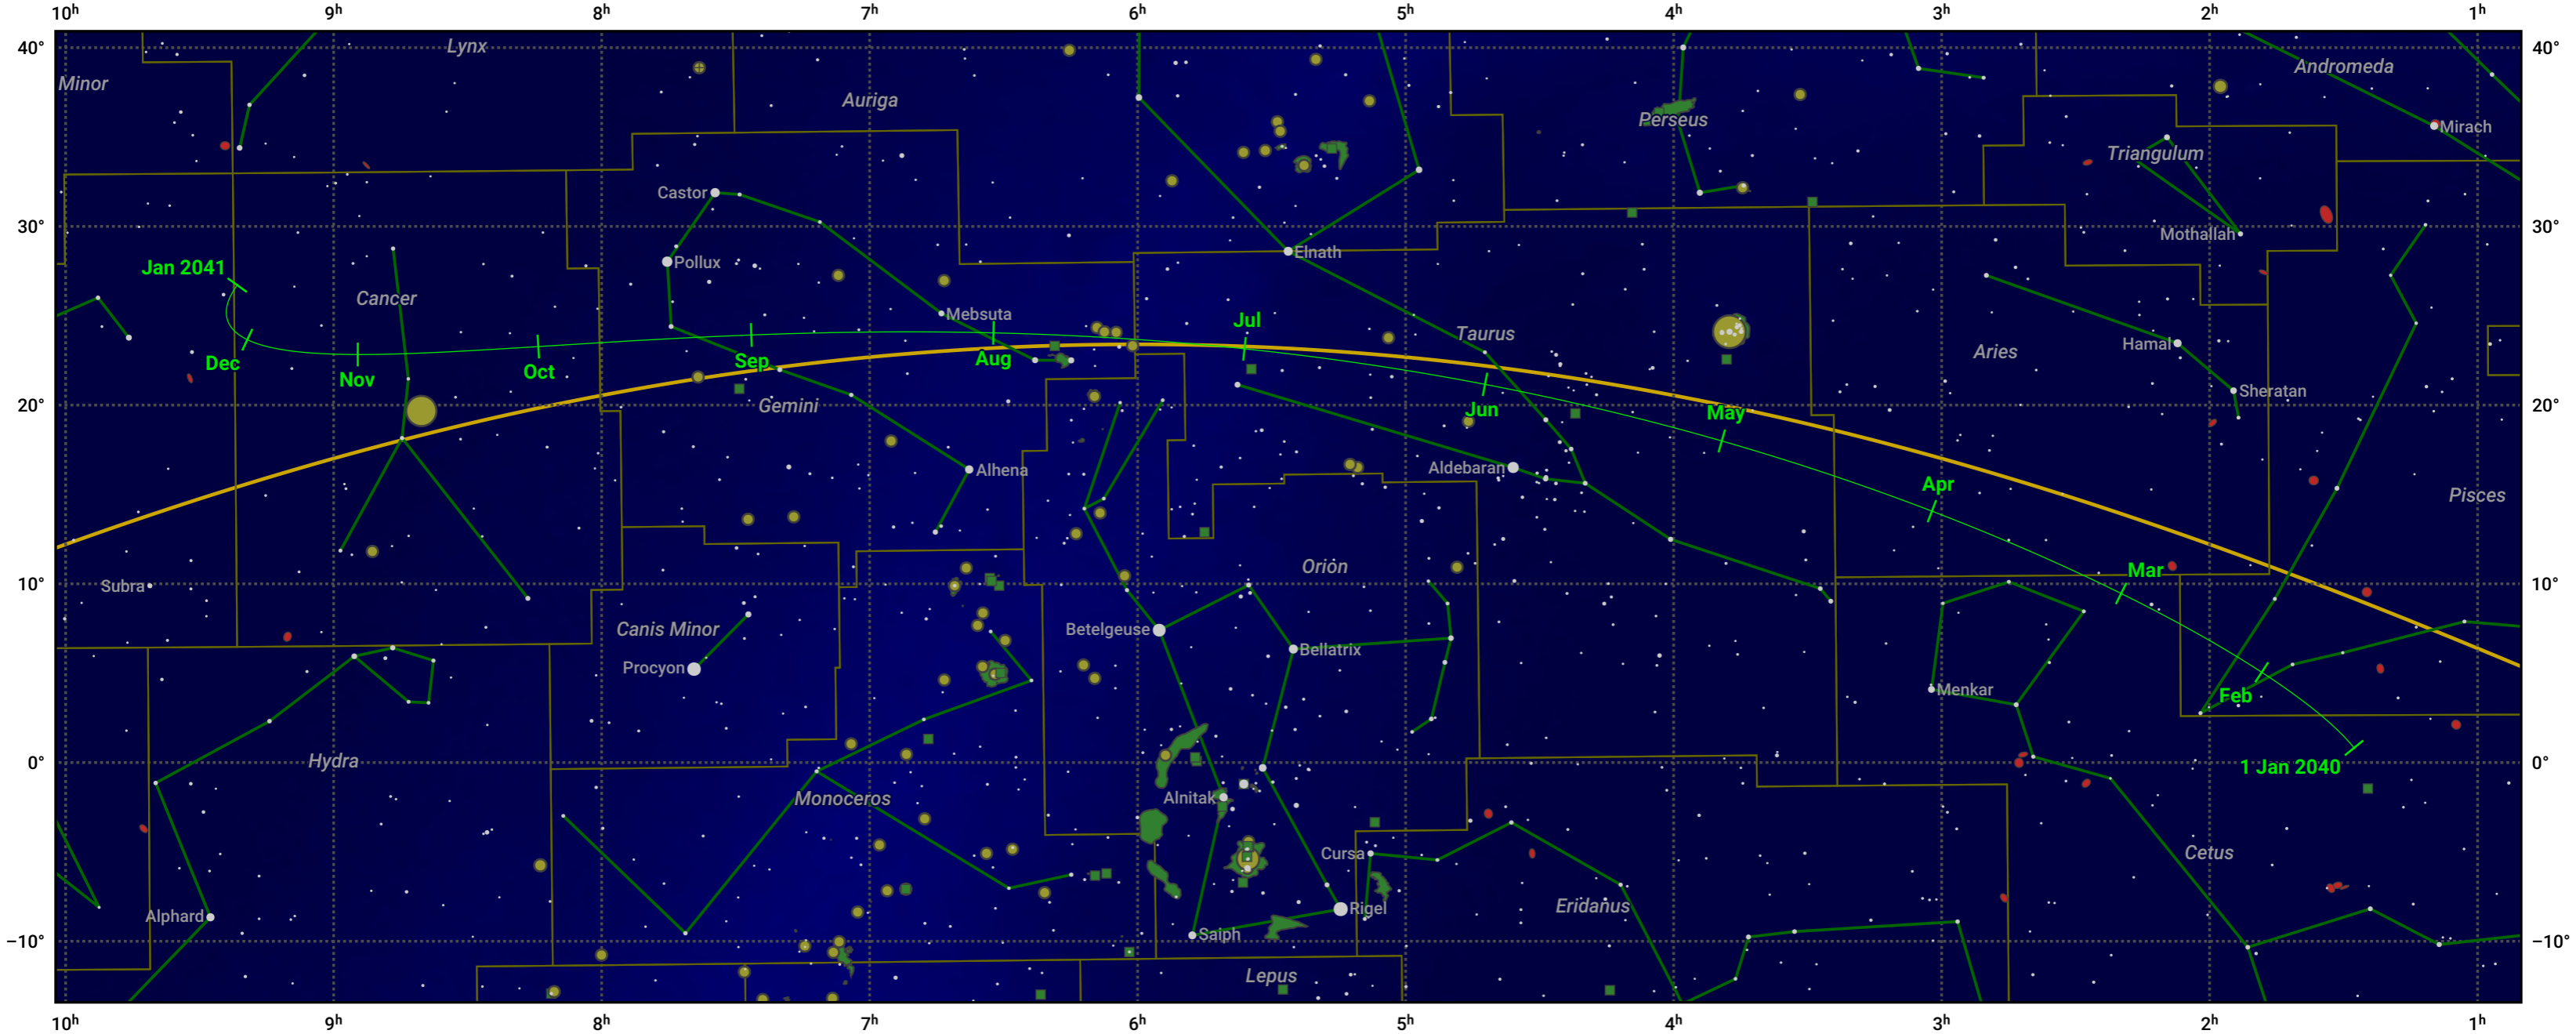 10h 9h 8h 7h 6h 5h 4h 3h 2h 1h
40° Lynx 40°
Andromeda
Minor
Auriga
Perseus
Mirach
Triangulum
Castor
30° 30°
Mothallah
Elnath
Pollux
Jan 2041
Cancer
Mebsuta
Jul
Taurus
Hamal
Aries
Dec
Sep
Aug
Oct
Nov
Sheratan
20° Gemini 20°
Jun
May
Aldebaran
Alhena
Apr
Pisces
Orion
Mar
Subra
10° 10°
Canis Minor
Betelgeuse
Bellatrix
Procyon
Menkar
Feb
Hydra
0° 0°
1 Jan 2040
Monoceros
Alnitak
Cursa
Cetus
Eridanus
Rigel
Alphard
Saiph
−10° −10°
Lepus
10h 9h 8h 7h 6h 5h 4h 3h 2h 1h